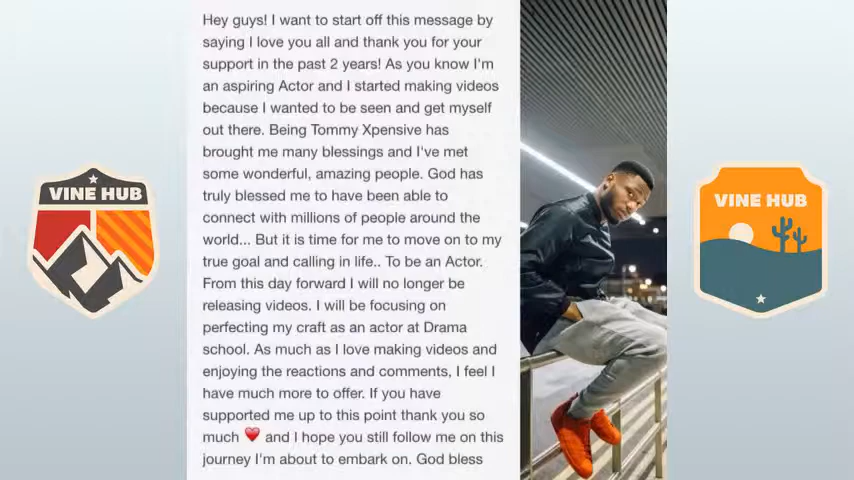 Hey guys! I want to start off this message by
saying I love you all and thank you for your
support in the past 2 years! As you know I'm
an aspiring Actor and I started making videos
because I wanted to be seen and get myself
out there. Being Tommy Xpensive has
brought me many blessings and I've met
some wonderful, amazing people. God has
truly blessed me to have been able to
connect with millions of people around the
world... But it is time for me to move on to my
true goal and calling in life.. To be an Actor.
From this day forward I will no longer be
releasing videos. I will be focusing on
perfecting my craft as an actor at Drama
school. As much as I love making videos and
enjoying the reactions and comments, I feel I
have much more to offer. If you have
supported me up to this point thank you so
much ❤️ and I hope you still follow me on this
journey I'm about to embark on. God bless
VINE HUB
VINE HUB